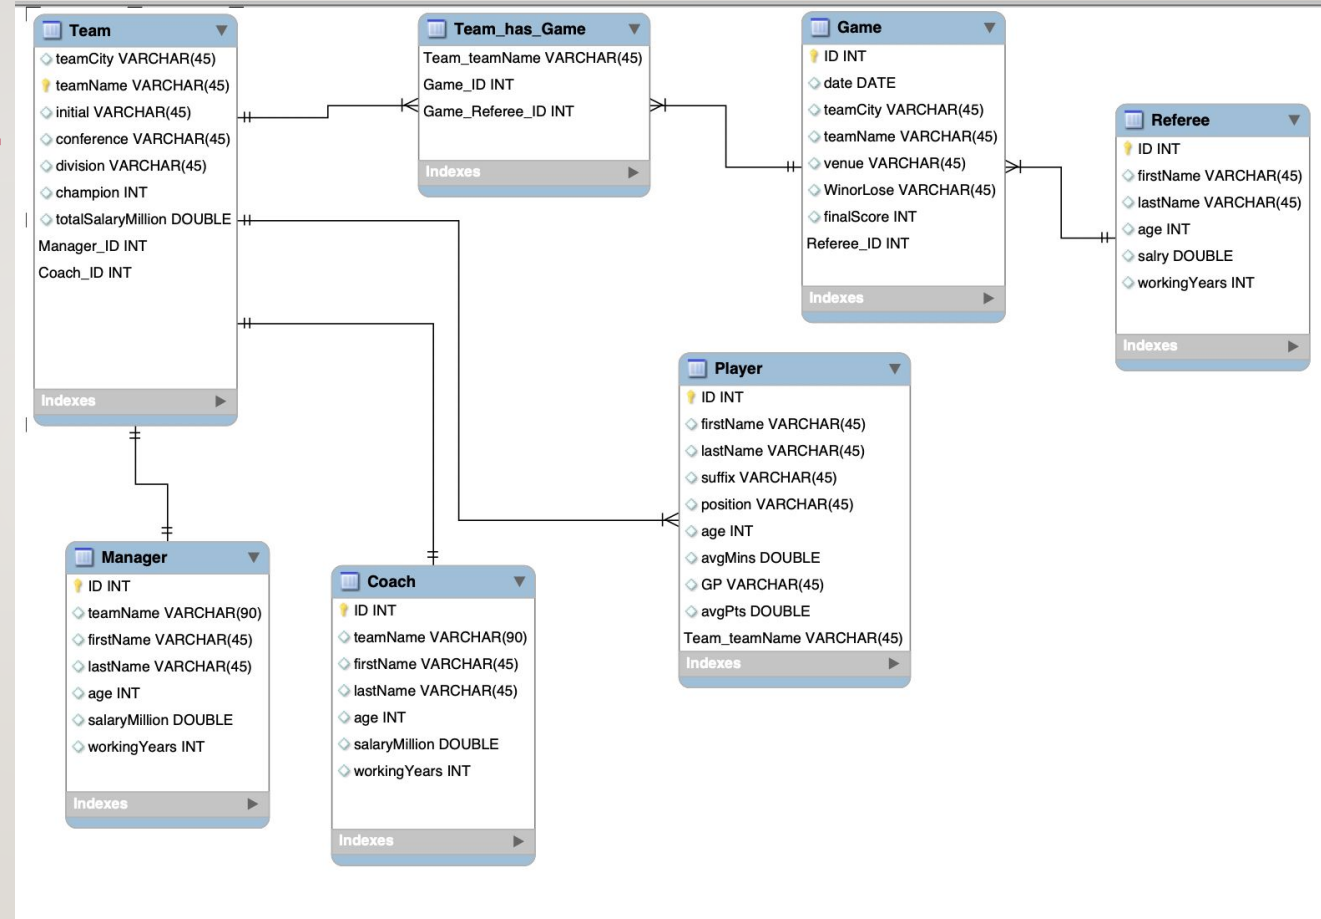 Team
teamCity VARCHAR(45)
teamName VARCHAR(45)
initial VARCHAR(45)
conference VARCHAR(45)
division VARCHAR(45)
champion INT
totalSalaryMillion DOUBLE
Manager_ID INT
Coach_ID INT
Indexes
Team_has_Game
Team_teamName VARCHAR(45)
Game_ID INT
Game_Referee_ID INT
Indexes
Game
ID INT
date DATE
teamCity VARCHAR(45)
teamName VARCHAR(45)
venue VARCHAR(45)
WinorLose VARCHAR(45)
finalScore INT
Referee_ID INT
Indexes
Referee
ID INT
firstName VARCHAR(45)
lastName VARCHAR(45)
age INT
salry DOUBLE
workingYears INT
Indexes
Player
ID INT
firstName VARCHAR(45)
lastName VARCHAR(45)
suffix VARCHAR(45)
position VARCHAR(45)
age INT
avgMins DOUBLE
GP VARCHAR(45)
avgPts DOUBLE
Team_teamName VARCHAR(45)
Indexes
Manager
ID INT
teamName VARCHAR(90)
firstName VARCHAR(45)
lastName VARCHAR(45)
age INT
salaryMillion DOUBLE
workingYears INT
Indexes
Coach
ID INT
teamName VARCHAR(90)
firstName VARCHAR(45)
lastName VARCHAR(45)
age INT
salaryMillion DOUBLE
workingYears INT
Indexes